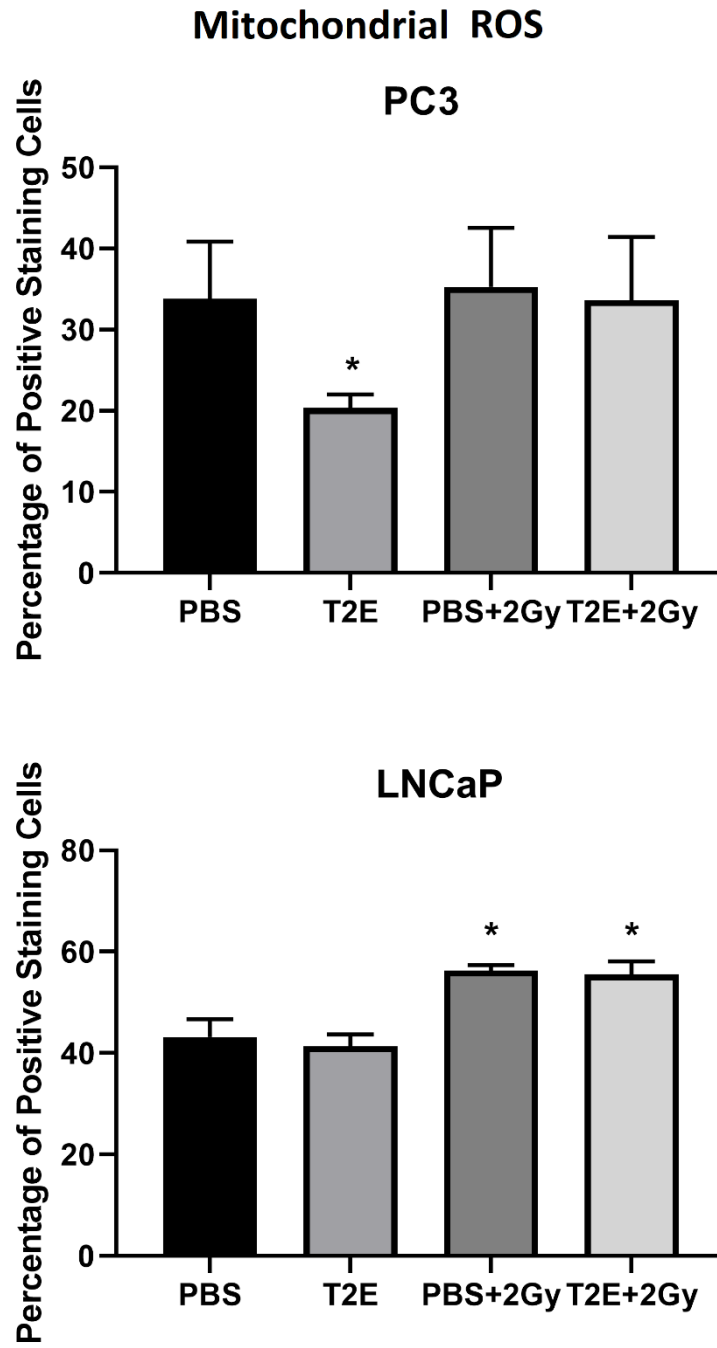 Mitochondrial ROS
PC3
Percentage of Positive Staining Cells
50
40
30
20
10
0
*
PBS T2E PBS+2Gy T2E+2Gy
LNCaP
Percentage of Positive Staining Cells
80
60
40
20
0
* *
PBS T2E PBS+2Gy T2E+2Gy